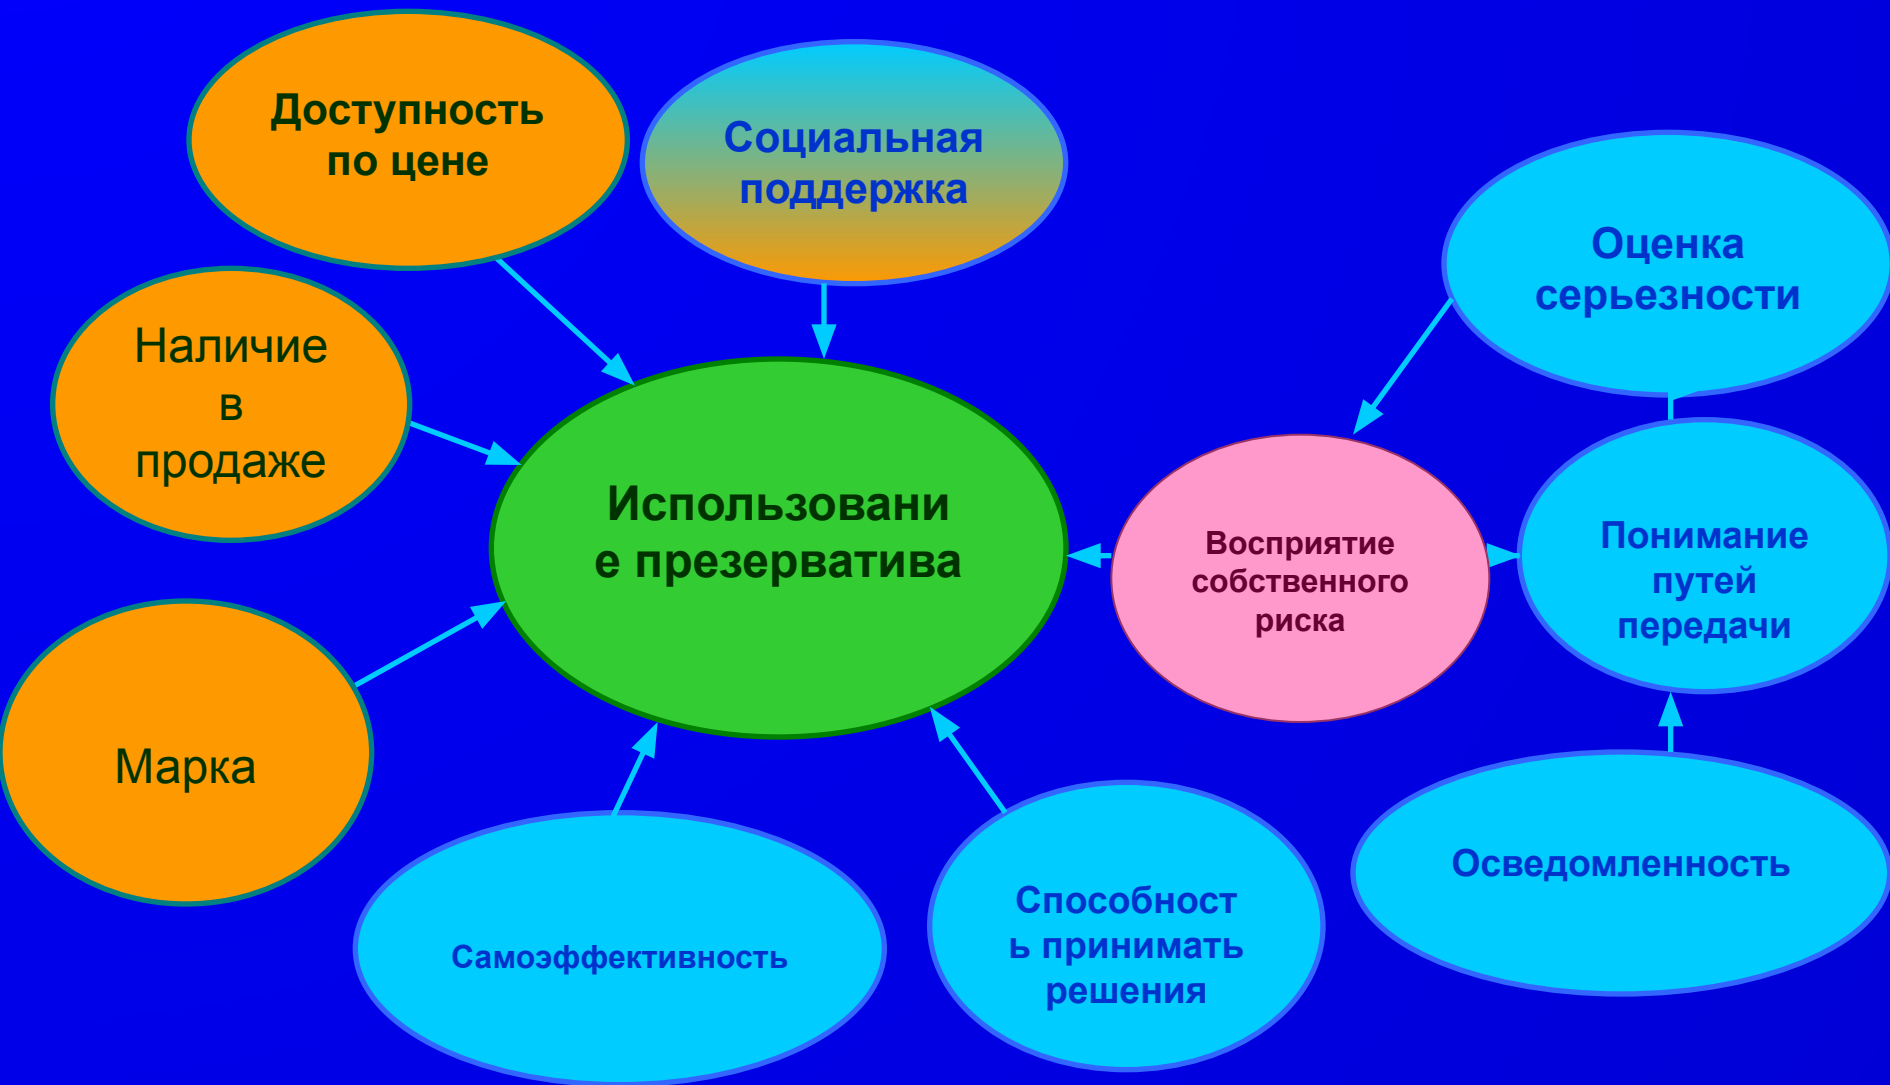 Доступность
по цене
Социальная
поддержка
Оценка
серьезности
Наличие
в
продаже
Использовани
е презерватива
Восприятие
собственного
риска
Понимание
путей
передачи
Марка
Самоэффективность
Способност
ь принимать
решения
Осведомленность